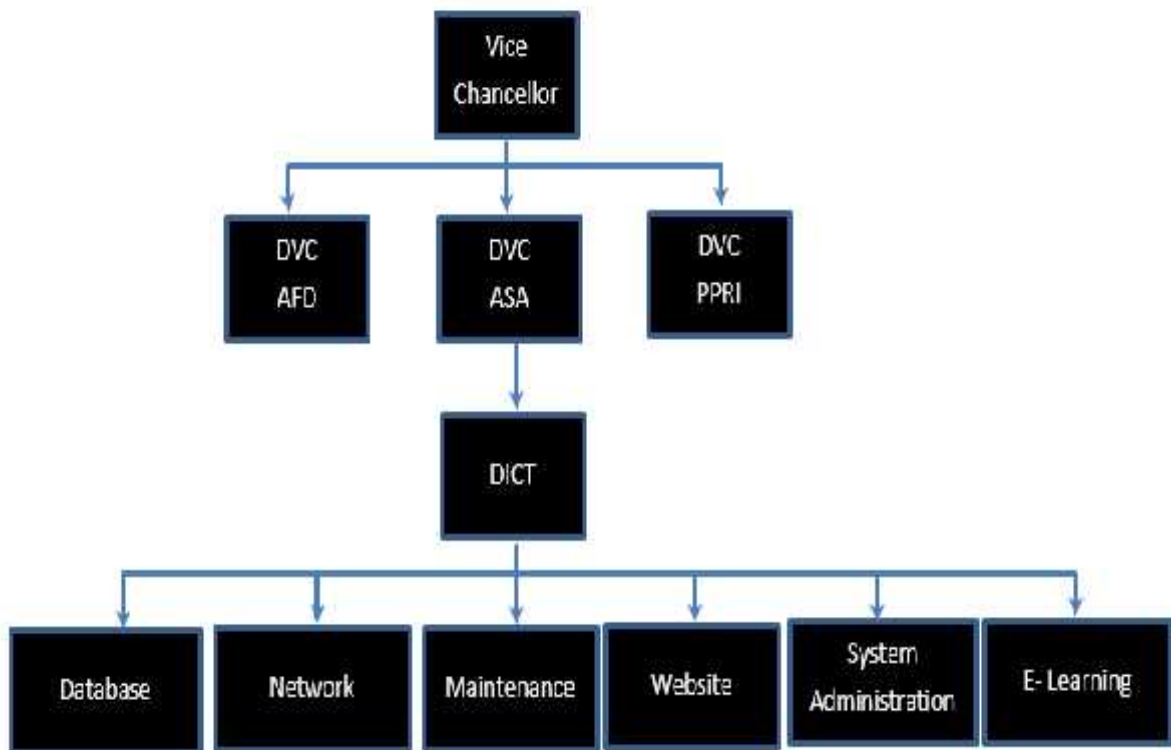 Vice
Chancellor
DVC
AFD
DVC
ASA
DVC
PPRI
DICT
Database
Network
Maintenance
Website
System
Administration
E- Learning